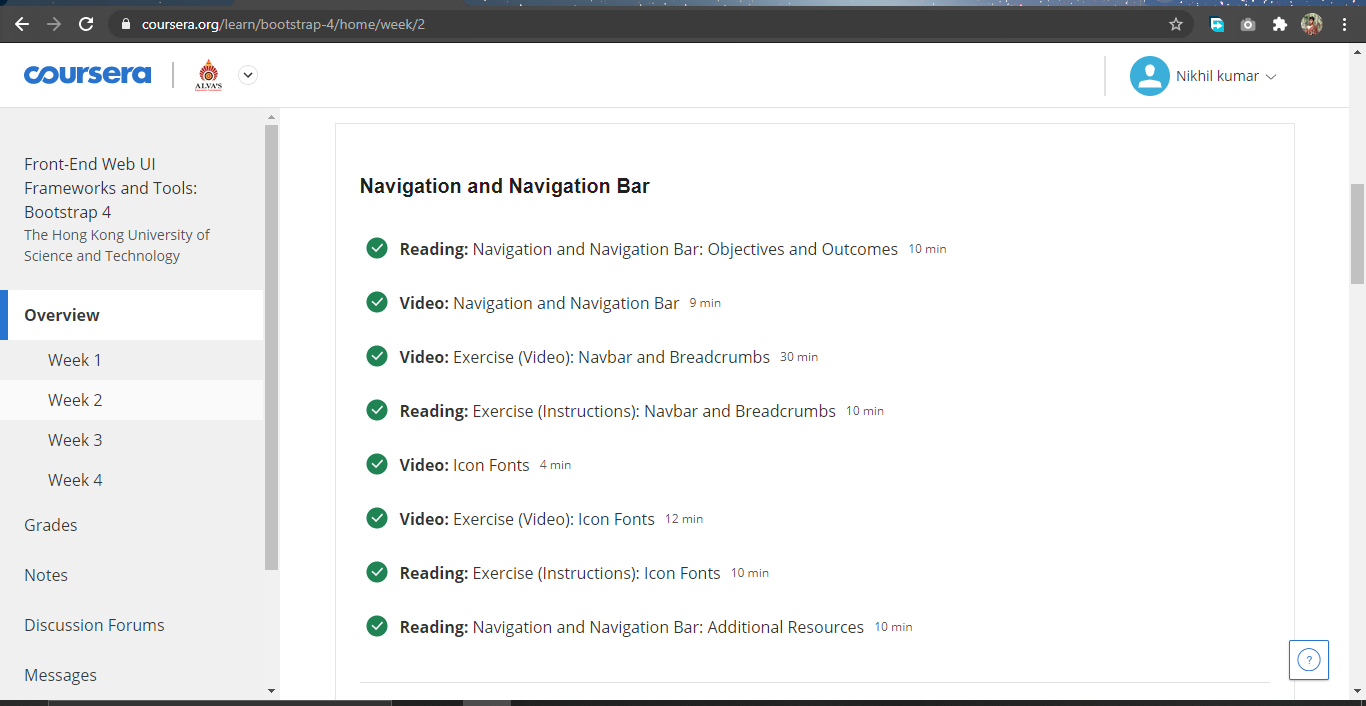 coursera.org/learn/bootstrap-4/home/week/2
coursera
ALVA'S
Nikhil kumar
Front-End Web UI
Frameworks and Tools:
Bootstrap 4
The Hong Kong University of
Science and Technology
Overview
Week 1
Week 2
Week 3
Week 4
Grades
Notes
Discussion Forums
Messages
Navigation and Navigation Bar
Reading: Navigation and Navigation Bar: Objectives and Outcomes 10 min
Video: Navigation and Navigation Bar 9 min
Video: Exercise (Video): Navbar and Breadcrumbs 30 min
Reading: Exercise (Instructions): Navbar and Breadcrumbs 10 min
Video: Icon Fonts 4 min
Video: Exercise (Video): Icon Fonts 12 min
Reading: Exercise (Instructions): Icon Fonts 10 min
Reading: Navigation and Navigation Bar: Additional Resources 10 min
?